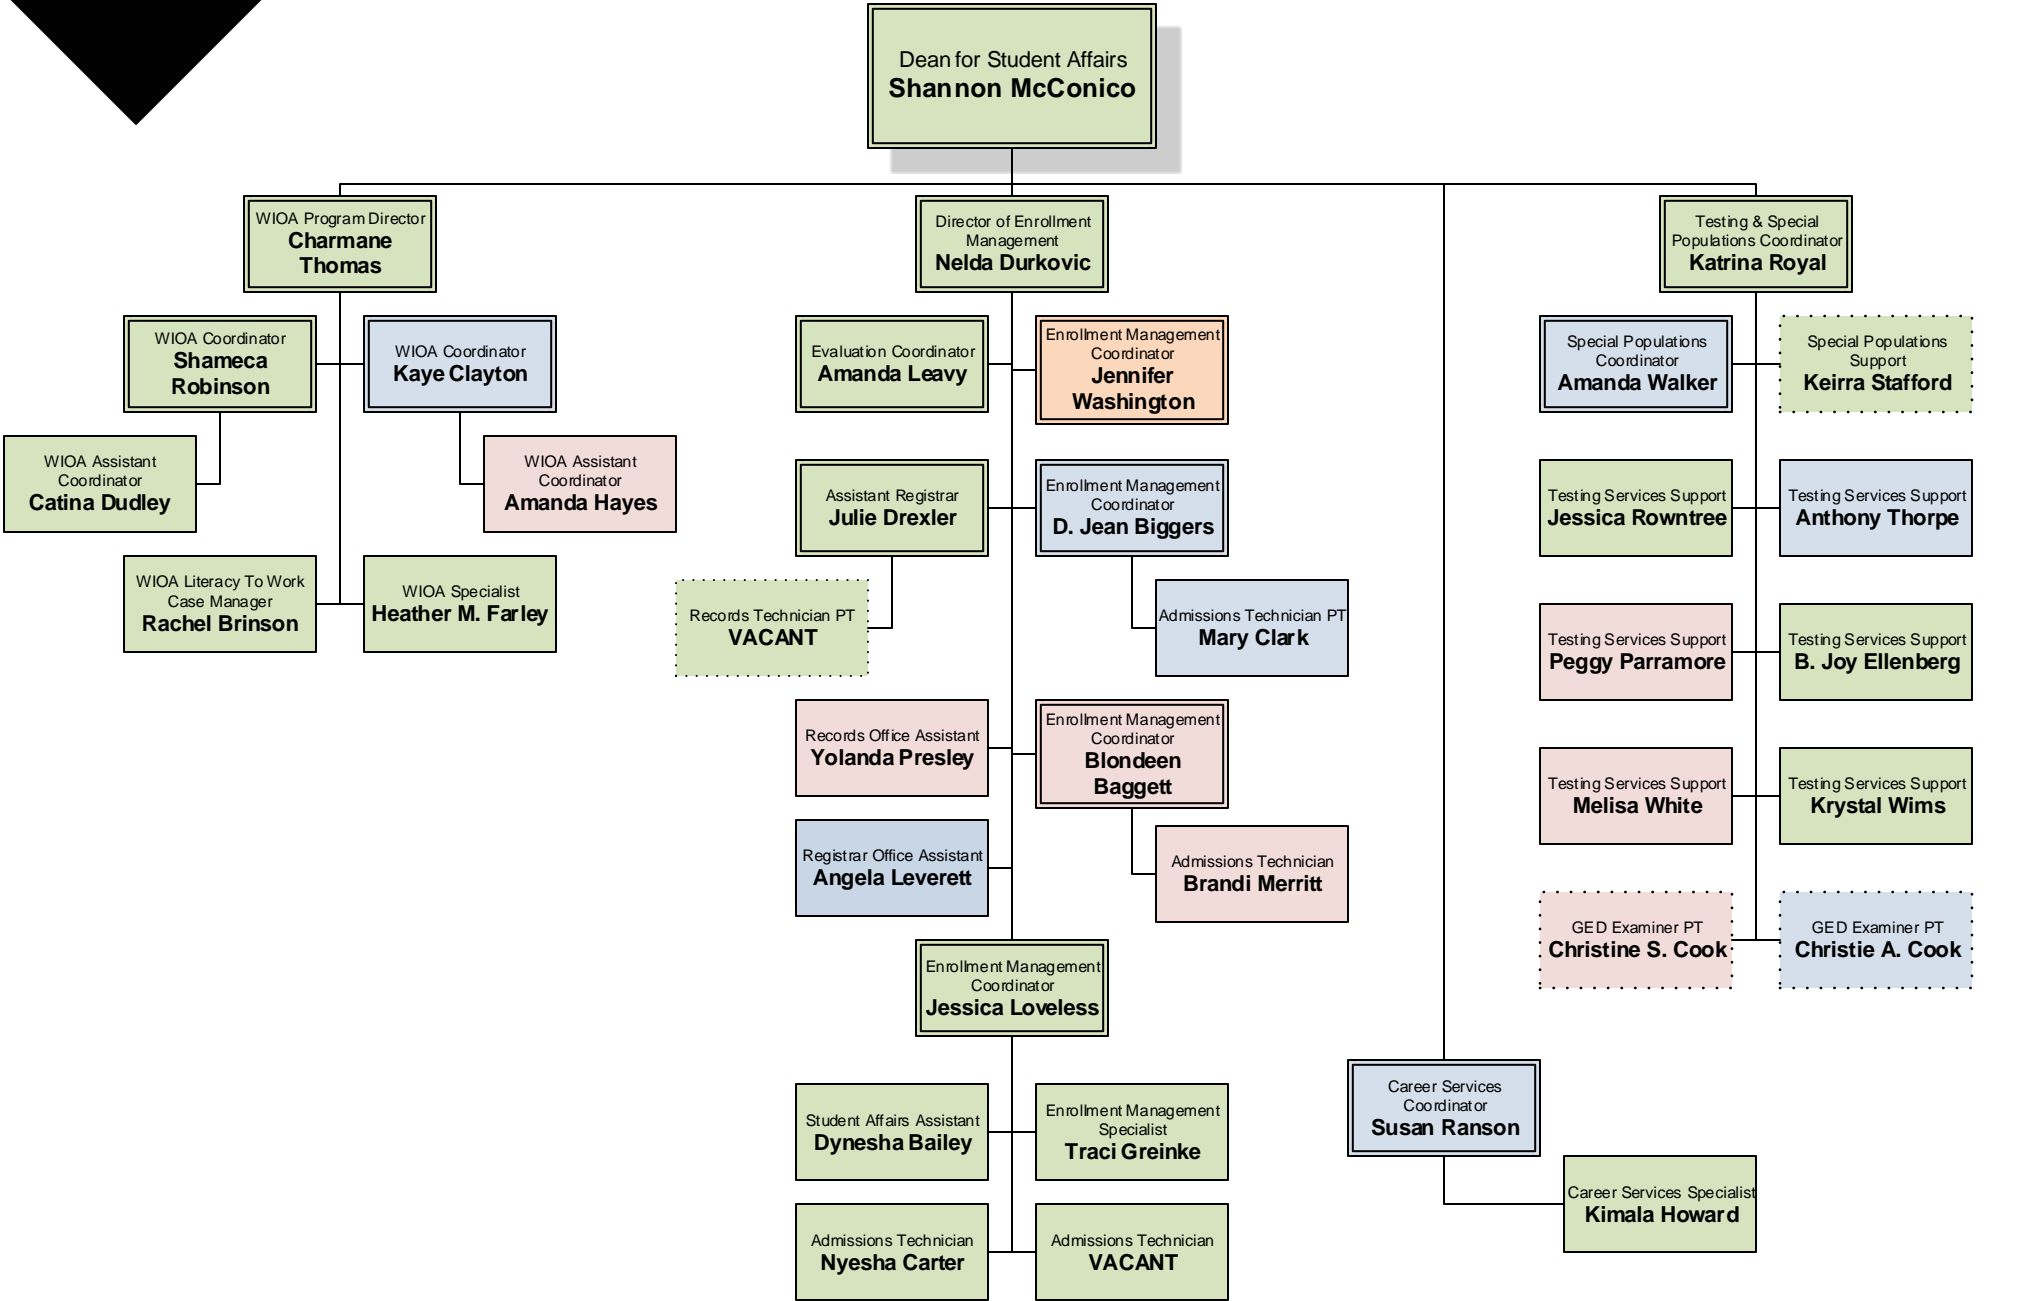 Dean for Student Affairs
Shannon McConico
WIOA Program Director
Charmane
Thomas
Director of Enrollment
Management
Nelda Durkovic
Testing & Special
Populations Coordinator
Katrina Royal
WIOA Coordinator
Shameca
Robinson
WIOA Coordinator
Kaye Clayton
WIOA Assistant
Coordinator
Catina Dudley
WIOA Assistant
Coordinator
Amanda Hayes
WIOA Literacy To Work
Case Manager
Rachel Brinson
WIOA Specialist
Heather M. Farley
Evaluation Coordinator
Amanda Leavy
Enrollment Management
Coordinator
Jennifer
Washington
Assistant Registrar
Julie Drexler
Enrollment Management
Coordinator
D. Jean Biggers
Records Technician PT
VACANT
Admissions Technician PT
Mary Clark
Records Office Assistant
Yolanda Presley
Enrollment Management
Coordinator
Blondeen
Baggett
Registrar Office Assistant
Angela Leverett
Admissions Technician
Brandi Merritt
Enrollment Management
Coordinator
Jessica Loveless
Student Affairs Assistant
Dynesha Bailey
Enrollment Management
Specialist
Traci Greinke
Admissions Technician
Nyesha Carter
Admissions Technician
VACANT
Career Services
Coordinator
Susan Ranson
Career Services Specialist
Kimala Howard
Special Populations
Coordinator
Amanda Walker
Special Populations
Support
Keirra Stafford
Testing Services Support
Jessica Rowntree
Testing Services Support
Anthony Thorpe
Testing Services Support
Peggy Parramore
Testing Services Support
B. Joy Ellenberg
Testing Services Support
Melisa White
Testing Services Support
Krystal Wims
GED Examiner PT
Christine S. Cook
GED Examiner PT
Christie A. Cook